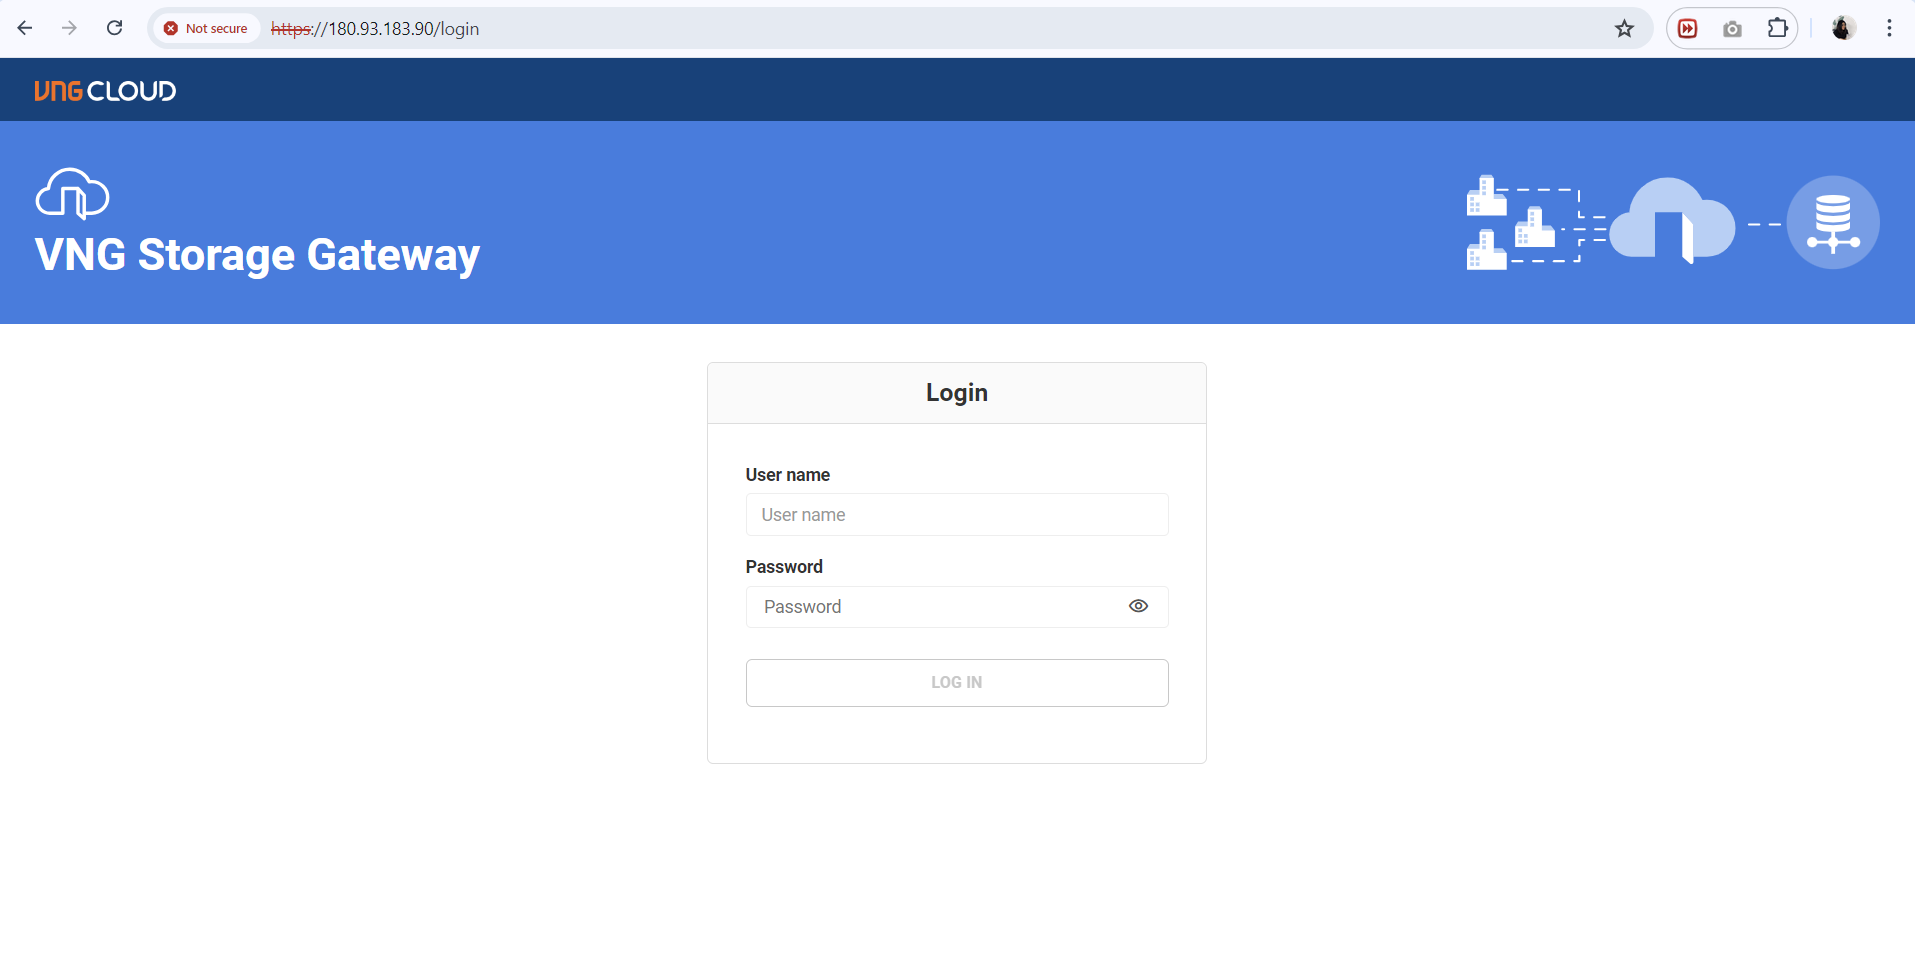 Not secure
https://180.93.183.90/login
VNG CLOUD
VNG Storage Gateway
Login
User name
User name
Password
Password
LOG IN